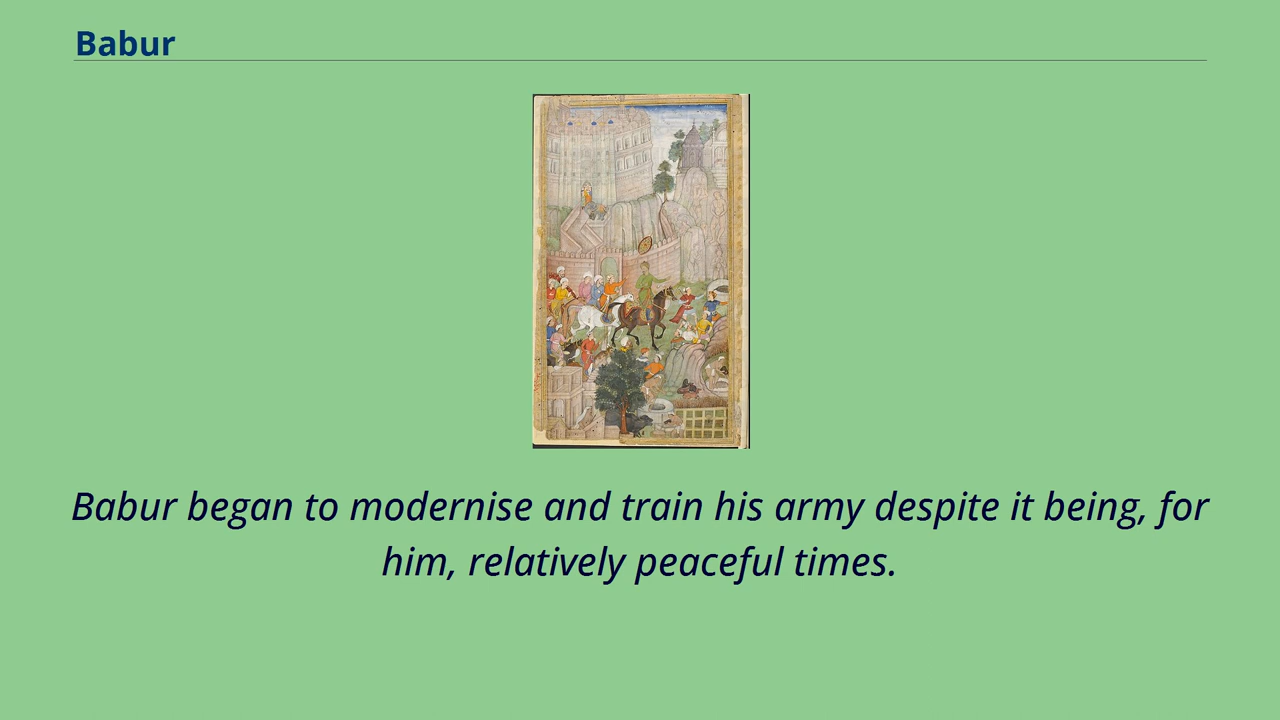 Babur
Babur began to modernise and train his army despite it being, for
him, relatively peaceful times.